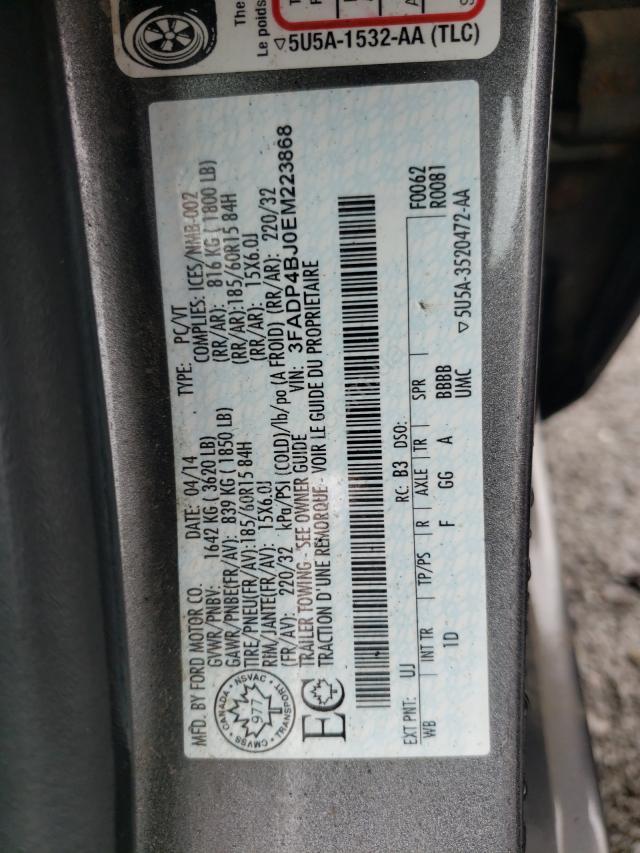 The
Le poids
▽5U5A-1532-AA (TLC)
MFD. BY FORD MOTOR CO.
DATE: 04/14
TYPE: PC/VT
GVWR/PNBV: 1642 KG ( 3620 LB)
COMPLIES: ICES/NMB-002
GAWR/PNBE(FR/AV): 839 KG ( 1850 LB)
(RR/AR): 816 KG ( 1800 LB)
TIRE/PNEU(FR/AV):185/60R15 84H
(RR/AR):185/60R15 84H
RIM/JANTE(FR/AV): 15X6.0J
(RR/AR): 15X6.0J
(FR/AV): 220/32 kPa/PSI (COLD)/lb/po (A FROID) (RR/AR): 220/32
TRAILER TOWING - SEE OWNER GUIDE
VIN: 3FADP4BJ0EM223868
TRACTION D'UNE REMORQUE - VOIR LE GUIDE DU PROPRIETAIRE
CANADA
NSVAC
TRANSPORT
CMVSS
977
EC
EXT PNT: UJ
RC: B3 DSO:
F0062
WB INT TR TP/PS R AXLE TR SPR
R0081
1D F GG A BBBB
UMC
▽5U5A-3520472-AA